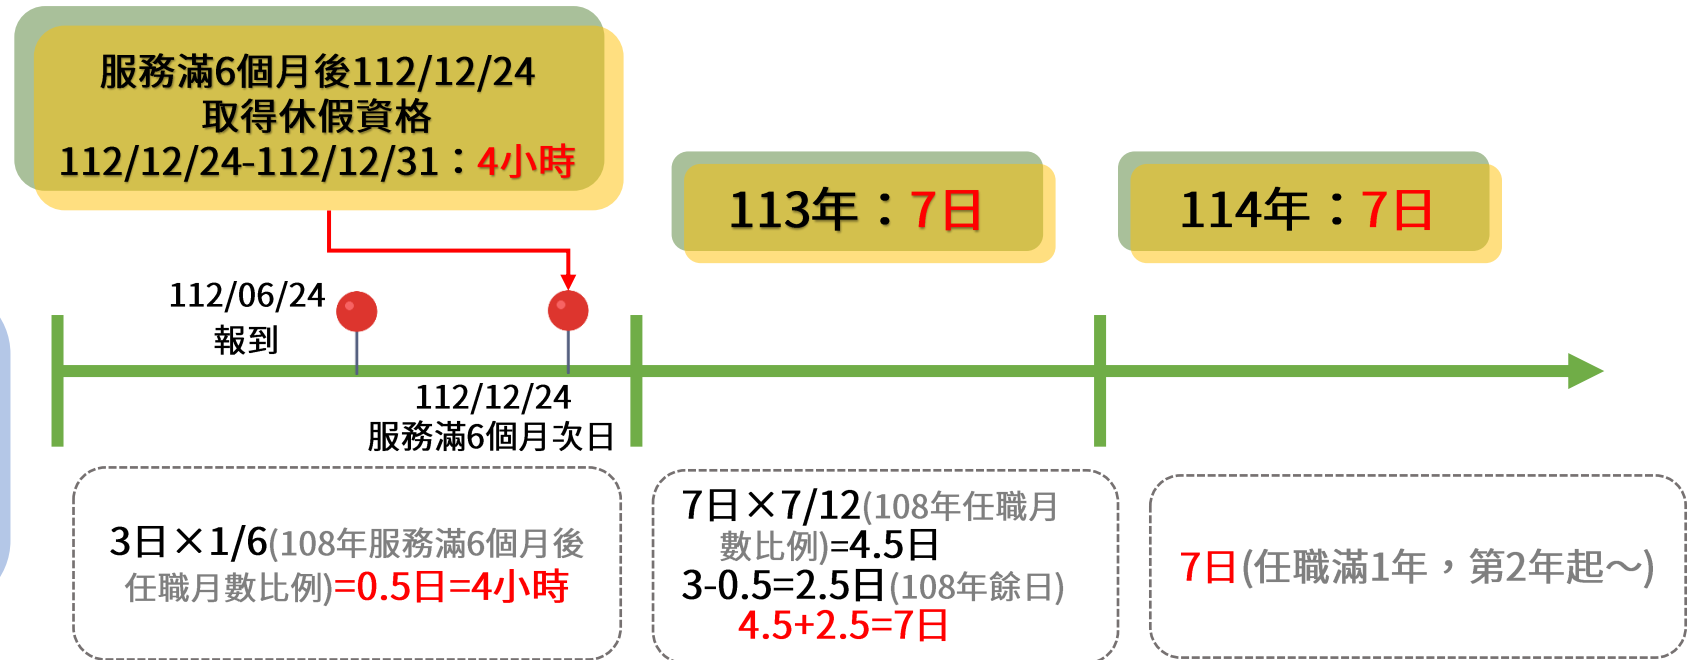 服務滿6個月後112/12/24
取得休假資格
112/12/24-112/12/31：4小時
113年：7日
114年：7日
112/06/24
報到
112/12/24
服務滿6個月次日
3日×1/6(108年服務滿6個月後
任職月數比例)=0.5日=4小時
7日×7/12(108年任職月
數比例)=4.5日
3-0.5=2.5日(108年餘日)
4.5+2.5=7日
7日(任職滿1年，第2年起～)